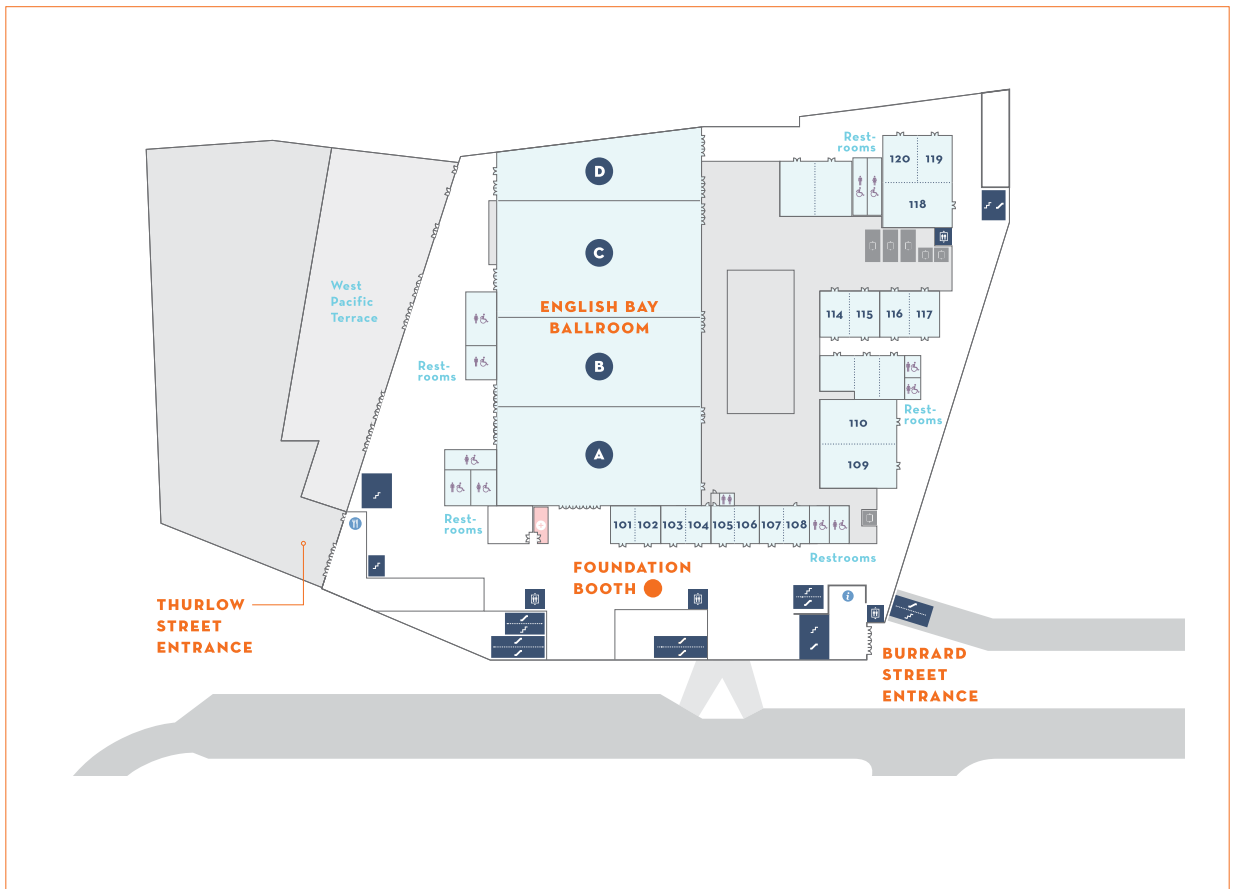 Rest-
rooms
120
119
118
D
C
West
Pacific
Terrace
ENGLISH BAY
BALLROOM
114
115
116
117
B
Rest-
rooms
Rest-
rooms
110
109
A
Rest-
rooms
101
102
103
104
105
106
107
108
Restrooms
FOUNDATION
BOOTH
i
THURLOW
STREET
ENTRANCE
BURRARD
STREET
ENTRANCE